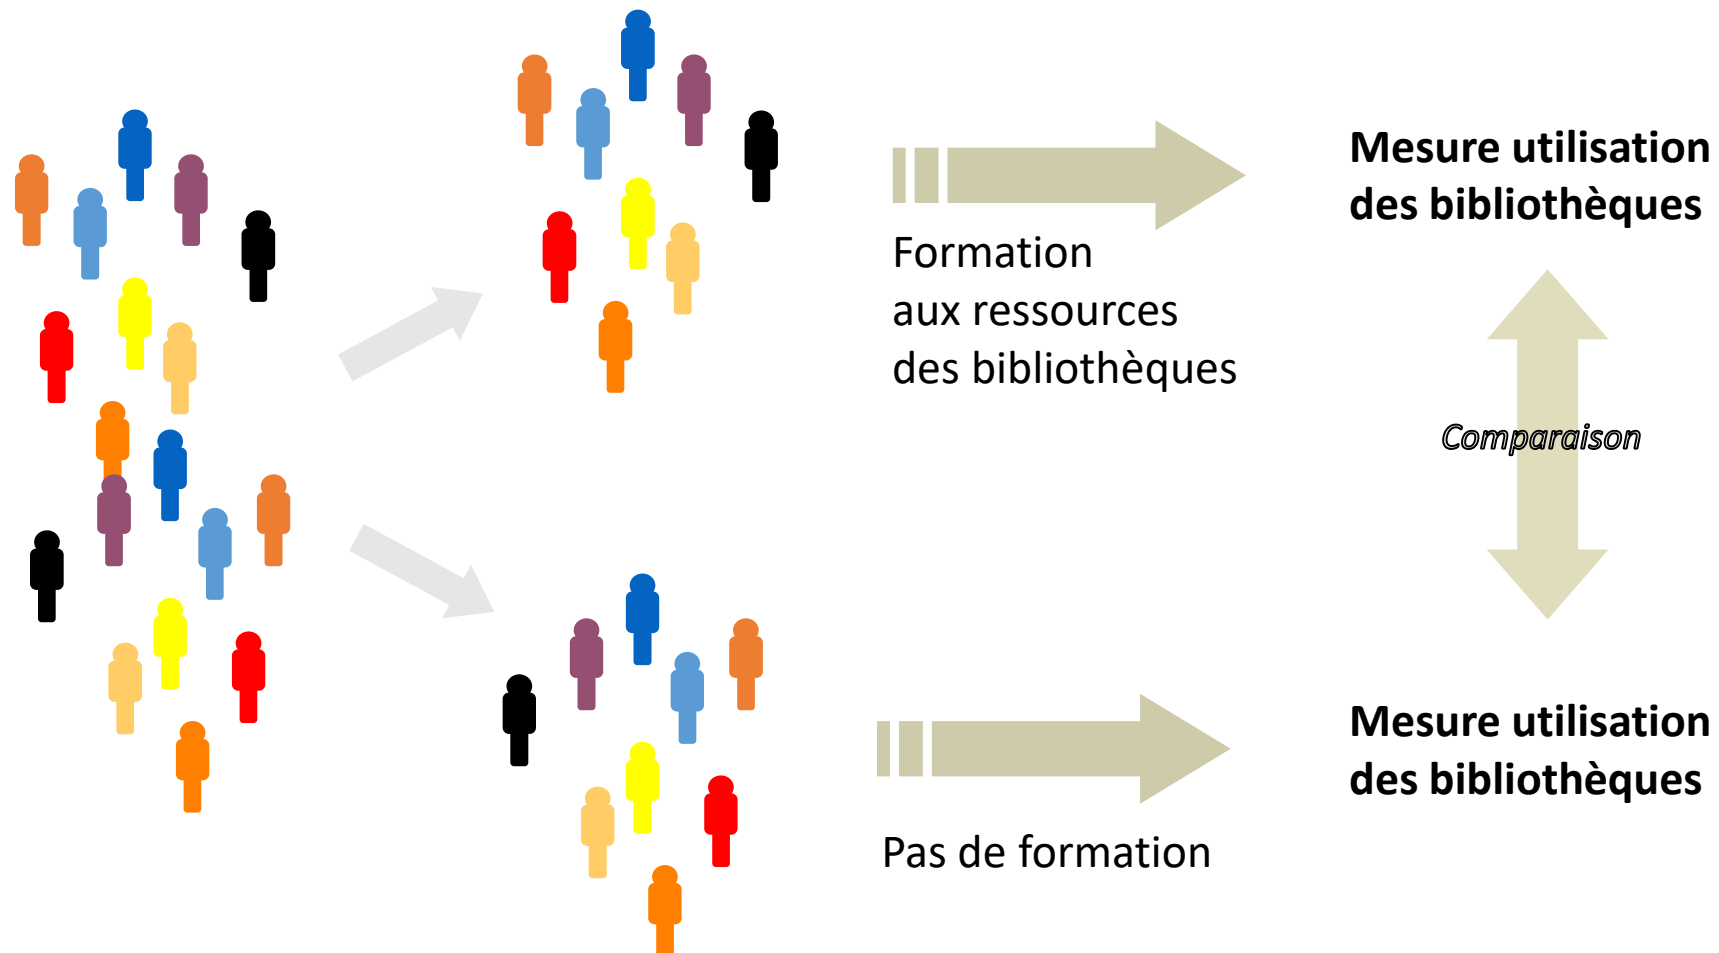 Mesure utilisation
des bibliothèques
Formation
aux ressources
des bibliothèques
Comparaison
Mesure utilisation
des bibliothèques
Pas de formation